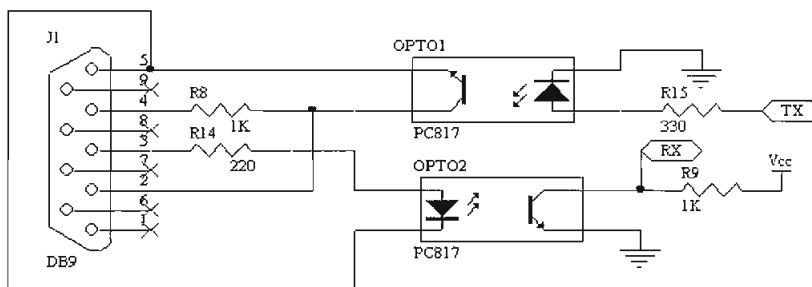 J1
OPTO1
5
9
4
R8
1K
8
3
R14
220
7
2
6
1
DB9
PC817
R15
330
TX
OPTO2
RX
Vcc
R9
1K
PC817